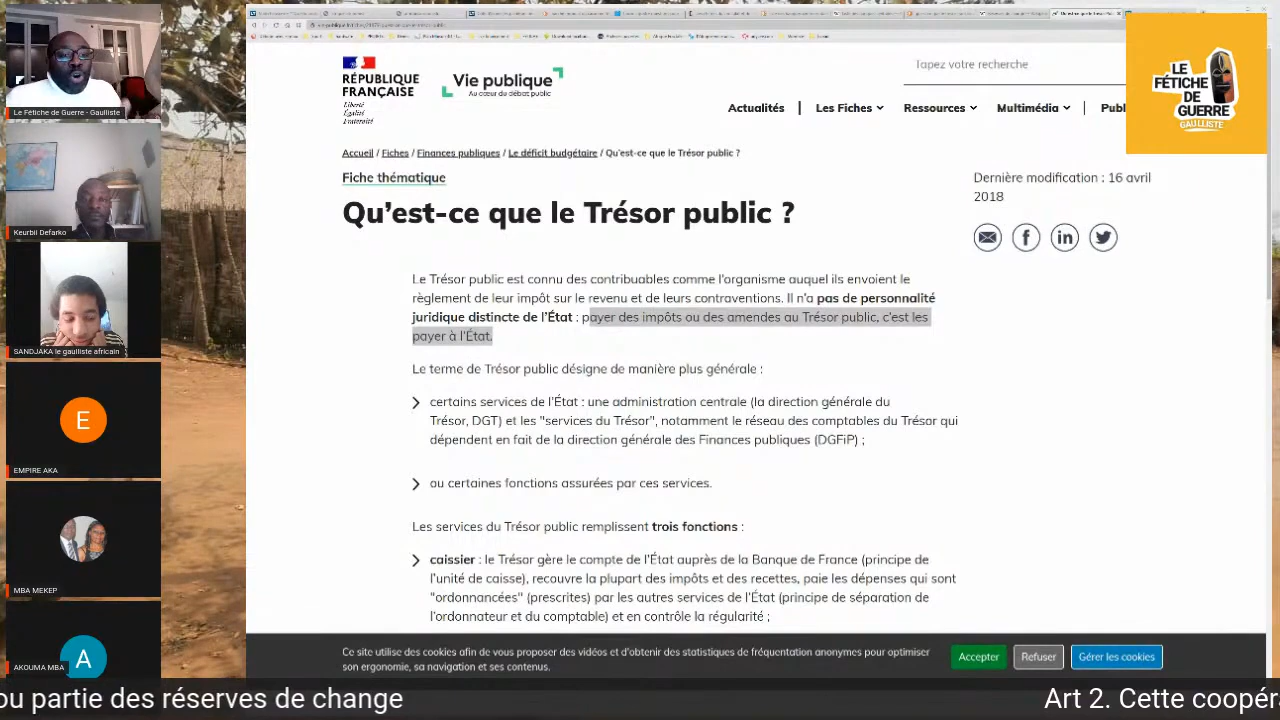 Le Fétiche de Guerre - Gaulliste
Keurbil Defarko
SANDJAKA le gaulliste africain
E
EMPIRE AKA
MBA MEKEP
A
AKOUMA MBA
RÉPUBLIQUE
FRANÇAISE
Liberté
Égalité
Fraternité
Vie publique
Au cœur du débat public
Tapez votre recherche
Actualités
Les Fiches
Ressources
Multimédia
Publ
LE
FÉTICHE
DE
GUERRE
GAULLISTE
Accueil / Fiches / Finances publiques / Le déficit budgétaire / Qu'est-ce que le Trésor public ?
Fiche thématique
Dernière modification : 16 avril
2018
Qu'est-ce que le Trésor public ?
Le Trésor public est connu des contribuables comme l'organisme auquel ils envoient le
règlement de leur impôt sur le revenu et de leurs contraventions. Il n'a pas de personnalité
juridique distincte de l'État : payer des impôts ou des amendes au Trésor public, c'est les
payer à l'État.
Le terme de Trésor public désigne de manière plus générale :
certains services de l'État : une administration centrale (la direction générale du
Trésor, DGT) et les "services du Trésor", notamment le réseau des comptables du Trésor qui
dépendent en fait de la direction générale des Finances publiques (DGFiP) ;
ou certaines fonctions assurées par ces services.
Les services du Trésor public remplissent trois fonctions :
caissier : le Trésor gère le compte de l'État auprès de la Banque de France (principe de
l'unité de caisse), recouvre la plupart des impôts et des recettes, paie les dépenses qui sont
"ordonnancées" (prescrites) par les autres services de l'État (principe de séparation de
l'ordonnateur et du comptable) et en contrôle la régularité ;
Ce site utilise des cookies afin de vous proposer des vidéos et d'obtenir des statistiques de fréquentation anonymes pour optimiser
son ergonomie, sa navigation et ses contenus.
Accepter
Refuser
Gérer les cookies
ou partie des réserves de change
Art 2. Cette coopér